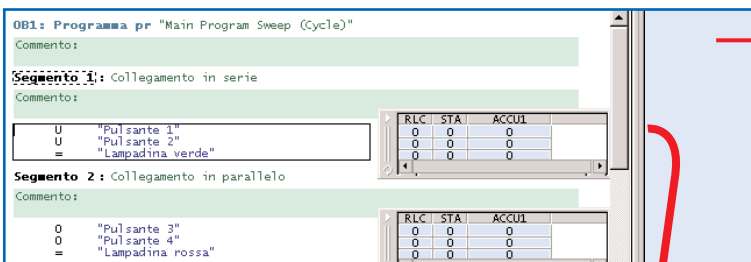 OB1: Programma pr "Main Program Sweep (Cycle)"
Commento:
Segmento 1: Collegamento in serie
Commento:
RLC STA ACCU1
U "Pulsante 1" 0 0 0
U "Pulsante 2" 0 0 0
= "Lampadina verde" 0 0 0
Segmento 2: Collegamento in parallelo
Commento:
RLC STA ACCU1
O "Pulsante 3" 0 0 0
O "Pulsante 4" 0 0 0
= "Lampadina rossa" 0 0 0